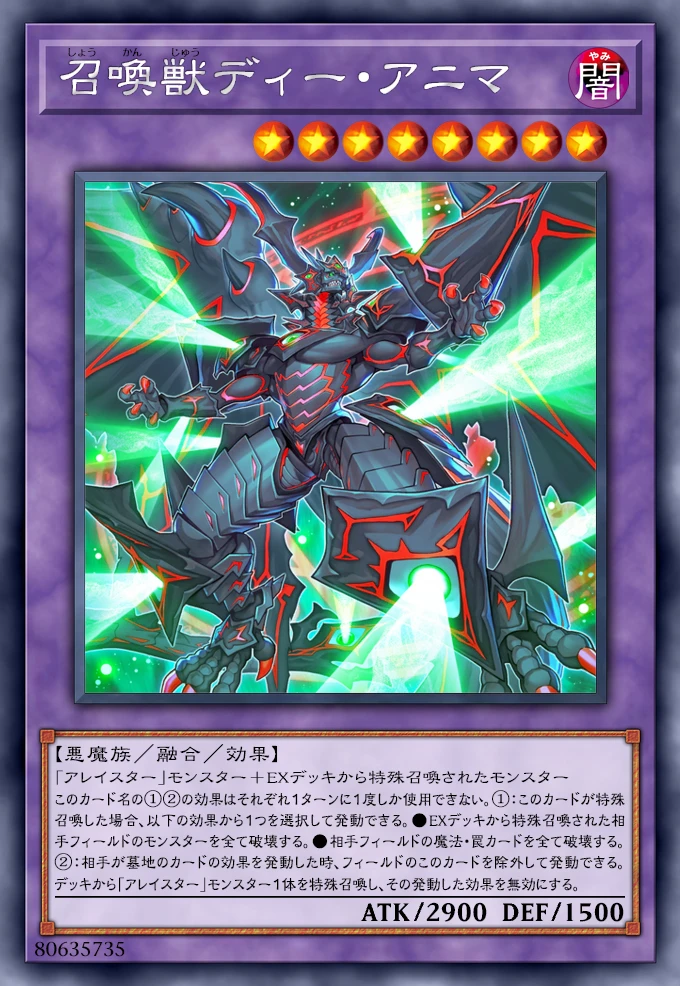 しょう かん じゅう
召喚獣ディー・アニマ
やみ
闇
【悪魔族／融合／効果】
「アレイスター」モンスター＋EXデッキから特殊召喚されたモンスター
このカード名の①②の効果はそれぞれ1ターンに1度しか使用できない。①：このカードが特殊
召喚した場合、以下の効果から1つを選択して発動できる。●EXデッキから特殊召喚された相
手フィールドのモンスターを全て破壊する。●相手フィールドの魔法・罠カードを全て破壊する。
②：相手が墓地のカードの効果を発動した時、フィールドのこのカードを除外して発動できる。
デッキから「アレイスター」モンスター1体を特殊召喚し、その発動した効果を無効にする。
ATK/2900 DEF/1500
80635735